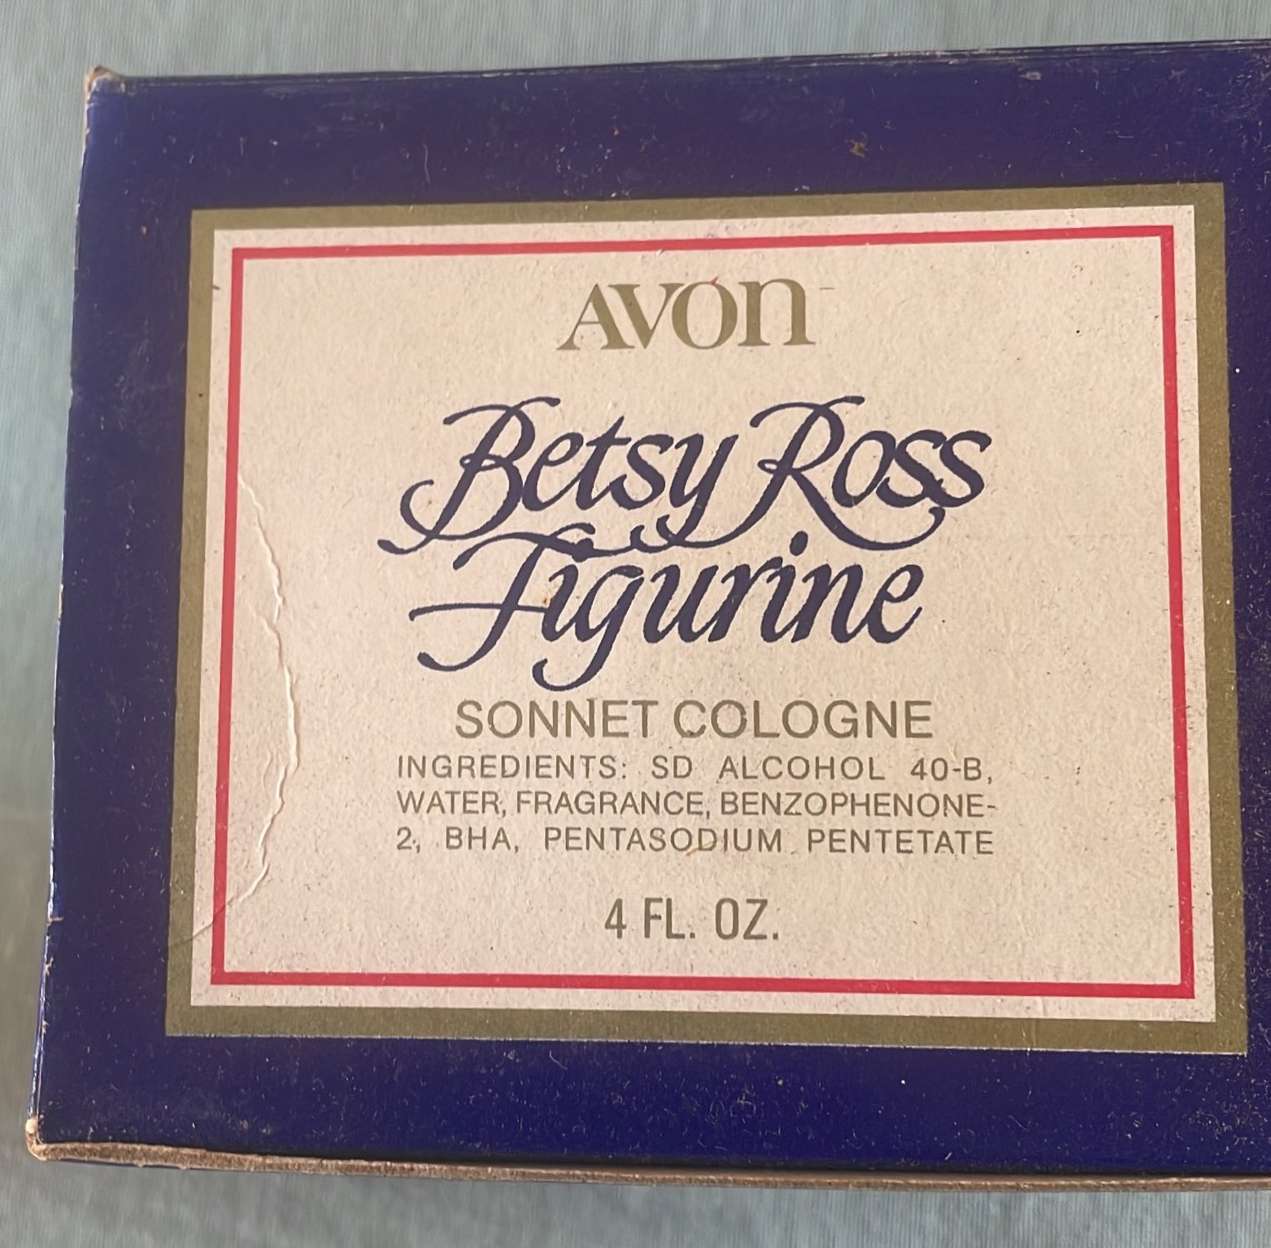 AVON
Betsy Ross
Figurine
SONNET COLOGNE
INGREDIENTS: SD ALCOHOL 40-B,
WATER, FRAGRANCE, BENZOPHENONE-
2, BHA, PENTASODIUM PENTETATE
4 FL. OZ.